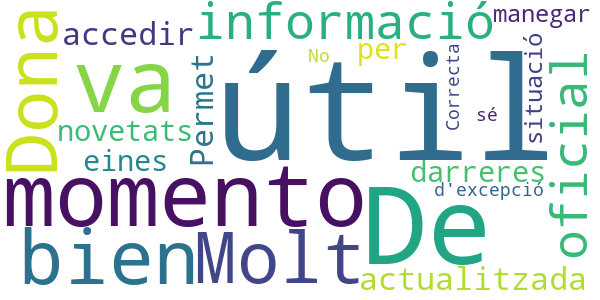 Dona
accedir
informació
manegar
va
Permet
No
per
Correcta
situació
útil
novetats
eines
sé
darreres
oficial
momento
De
d'excepció
bien
Molt
actualitzada